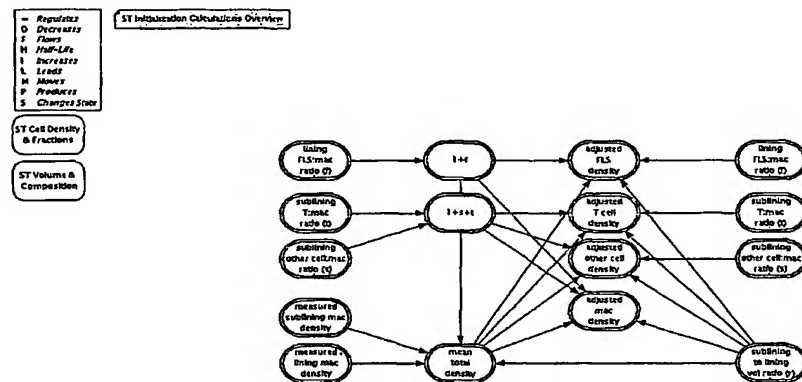 – Regulates
D Decreases
F Flows
H Half-Life
I Increases
L Leads
M Moves
P Produces
S Changes State
ST Initialization Calculations Overview
ST Cell Density
& Fractions
ST Volume &
Composition
lining
FLS:mac
ratio (f)
1+f
adjusted
FLS
density
lining
FLS:mac
ratio (f)
sublining
T:mac
ratio (t)
1+s+t
adjusted
T cell
density
sublining
T:mac
ratio (t)
sublining
other cell:mac
ratio (s)
adjusted
other cell
density
sublining
other cell:mac
ratio (s)
measured
sublining mac
density
adjusted
mac
density
measured
lining mac
density
mean
total
density
sublining
to lining
vol ratio (r)